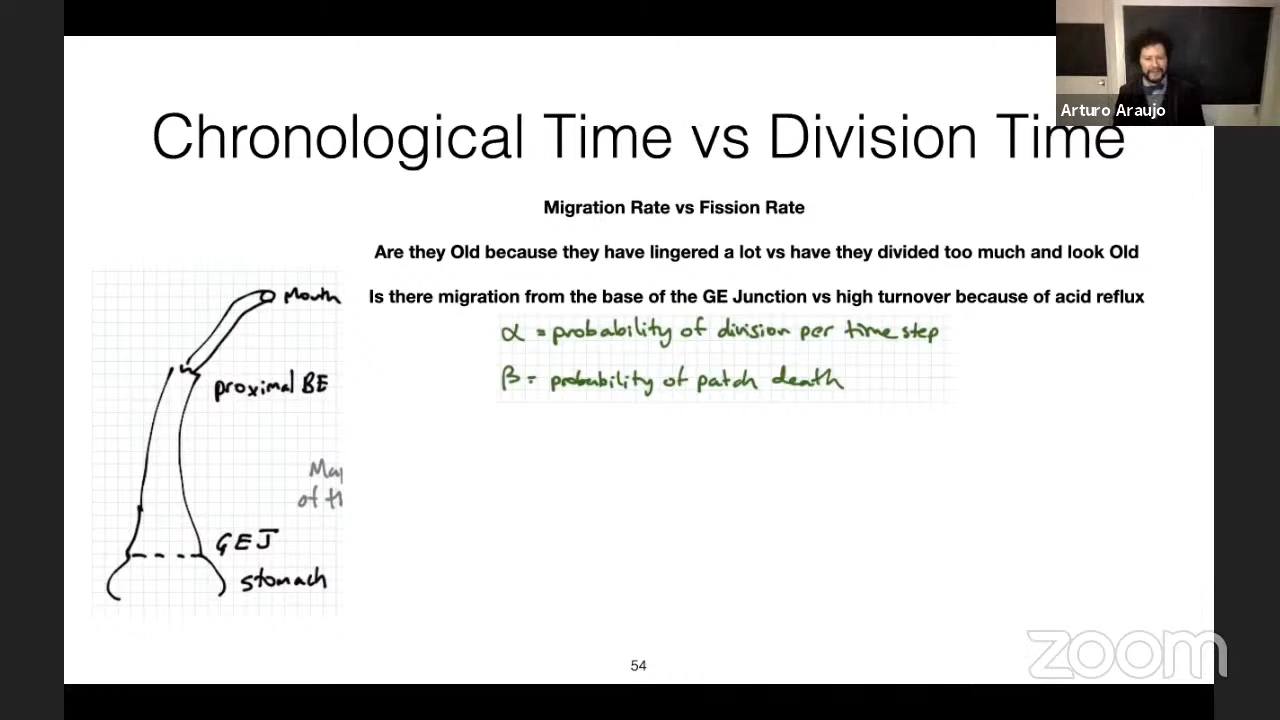 Arturo Araujo
Chronological Time vs Division Time
Migration Rate vs Fission Rate
Are they Old because they have lingered a lot vs have they divided too much and look Old
Is there migration from the base of the GE Junction vs high turnover because of acid reflux
α = probability of division per time step
β = probability of patch death
Mouth
proximal BE
of
GEJ
stomach
54
zoom